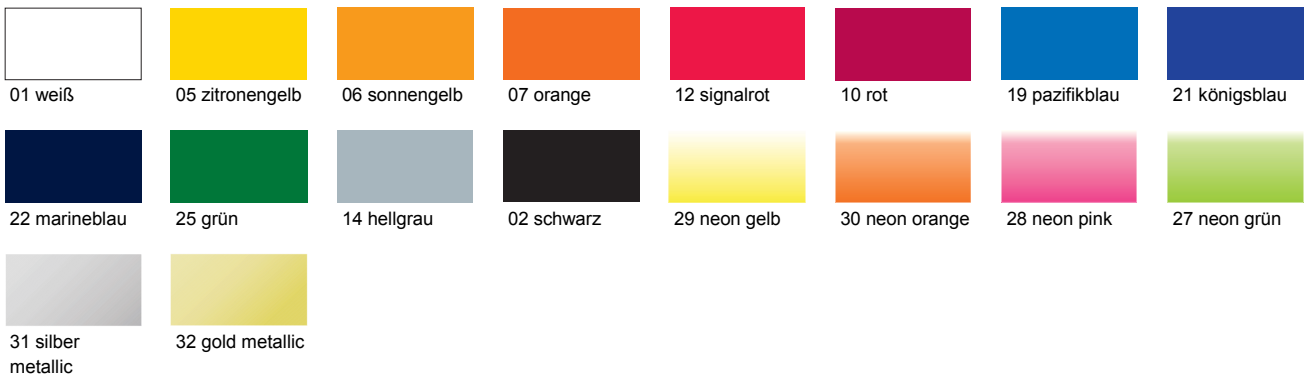 01 weiß
05 zitronengelb
06 sonnengelb
07 orange
12 signalrot
10 rot
19 pazifikblau
21 königsblau
22 marineblau
25 grün
14 hellgrau
02 schwarz
29 neon gelb
30 neon orange
28 neon pink
27 neon grün
31 silber
metallic
32 gold metallic